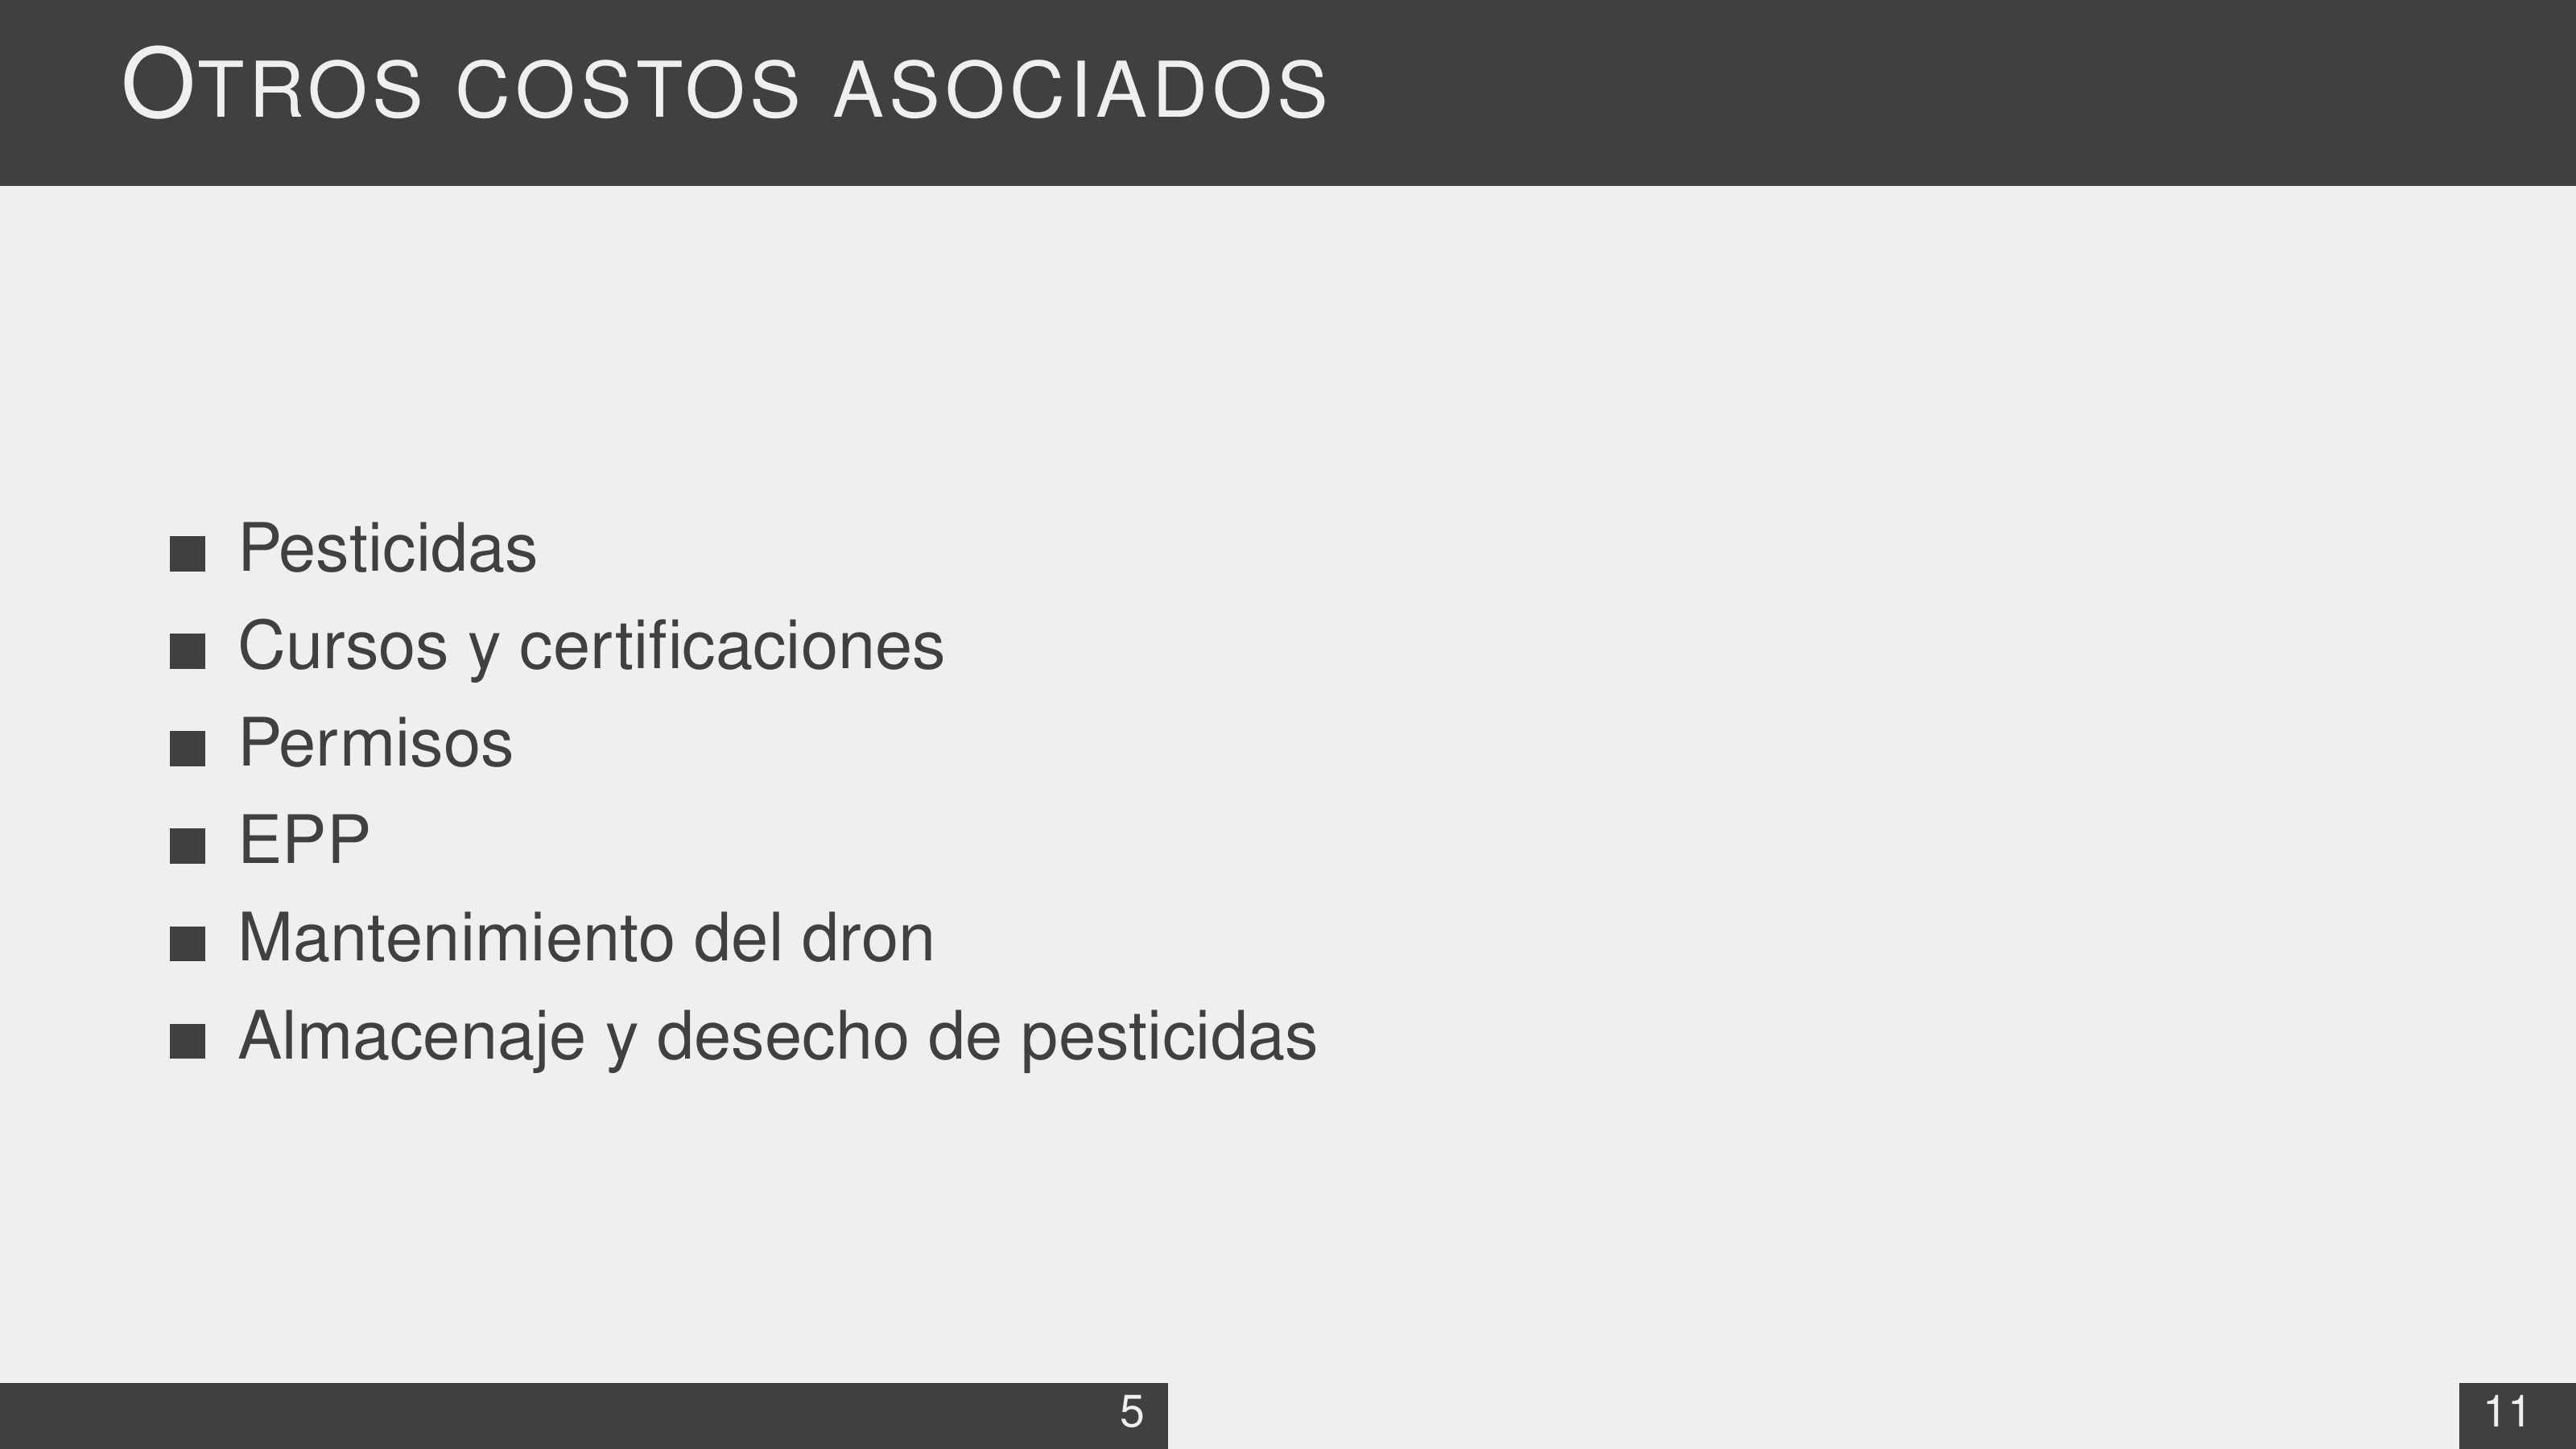 OTROS COSTOS ASOCIADOS
Pesticidas
Cursos y certificaciones
Permisos
EPP
Mantenimiento del dron
Almacenaje y desecho de pesticidas
5
11